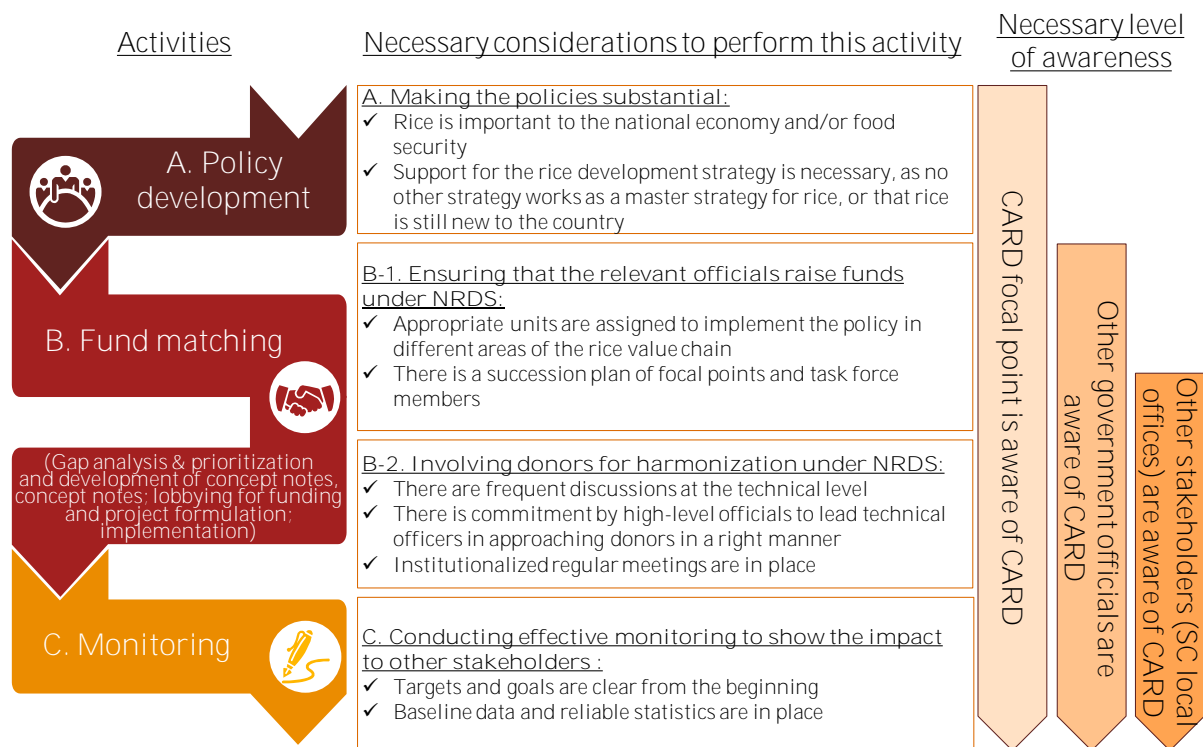 Activities
Necessary considerations to perform this activity
Necessary level
of awareness
A. Policy
development
A. Making the policies substantial:
✓ Rice is important to the national economy and/or food
security
✓ Support for the rice development strategy is necessary, as no
other strategy works as a master strategy for rice, or that rice
is still new to the country
B. Fund matching
(Gap analysis & prioritization
and development of concept notes,
concept notes; lobbying for funding
and project formulation;
implementation)
B-1. Ensuring that the relevant officials raise funds
under NRDS:
✓ Appropriate units are assigned to implement the policy in
different areas of the rice value chain
✓ There is a succession plan of focal points and task force
members
B-2. Involving donors for harmonization under NRDS:
✓ There are frequent discussions at the technical level
✓ There is commitment by high-level officials to lead technical
officers in approaching donors in a right manner
✓ Institutionalized regular meetings are in place
C. Monitoring
C. Conducting effective monitoring to show the impact
to other stakeholders :
✓ Targets and goals are clear from the beginning
✓ Baseline data and reliable statistics are in place
CARD focal point is aware of CARD
Other government officials are
aware of CARD
Other stakeholders (SC local
offices) are aware of CARD